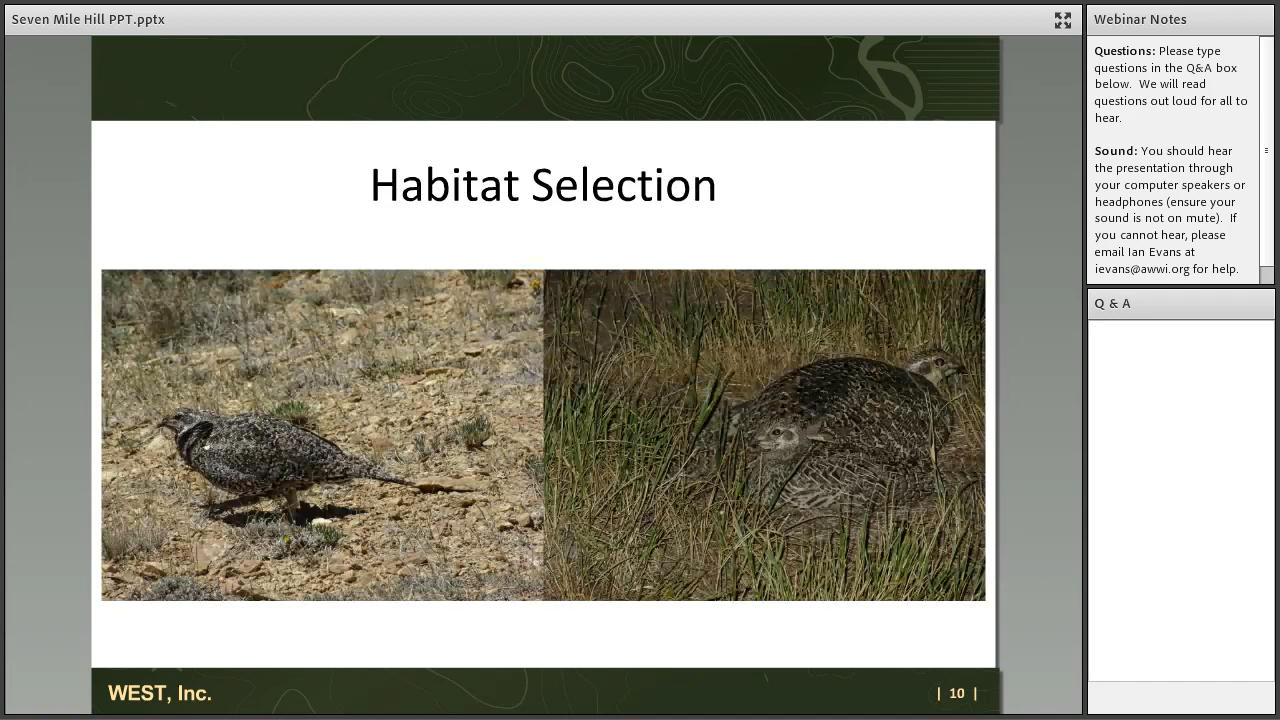 Seven Mile Hill PPT.pptx
Habitat Selection
WEST, Inc.
| 10 |
Webinar Notes
Questions: Please type
questions in the Q&A box
below. We will read
questions out loud for all to
hear.
Sound: You should hear
the presentation through
your computer speakers or
headphones (ensure your
sound is not on mute). If
you cannot hear, please
email Ian Evans at
ievans@awwi.org for help.
Q & A